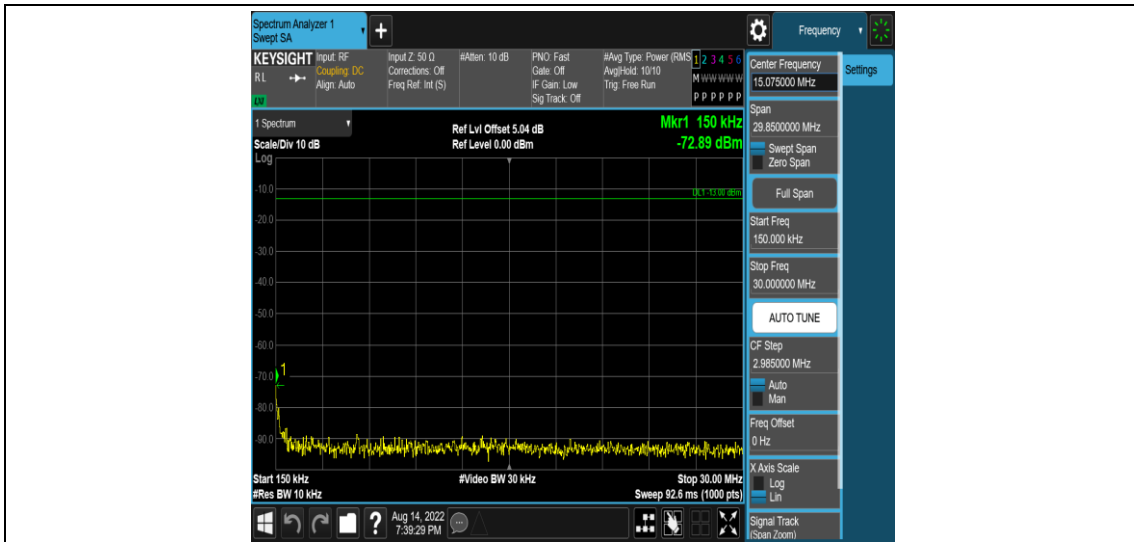 Spectrum Analyzer 1
Swept SA
+
Frequency
KEYSIGHT
RL
Input: RF
Coupling: DC
Align: Auto
Input Z: 50 Ω
Corrections: Off
Freq Ref: Int (S)
#Atten: 10 dB
PNO: Fast
Gate: Off
IF Gain: Low
Sig Track: Off
#Avg Type: Power (RMS
Avg|Hold: 10/10
Trig: Free Run
1 2 3 4 5 6
M W W W W W
P P P P P P
1 Spectrum
Scale/Div 10 dB
Log
Ref Lvl Offset 5.04 dB
Ref Level 0.00 dBm
Mkr1 150 kHz
-72.89 dBm
DL1 -13.00 dBm
-10.0
-20.0
-30.0
-40.0
-50.0
-60.0
-70.0
-80.0
-90.0
1
Start 150 kHz
#Video BW 30 kHz
Stop 30.00 MHz
#Res BW 10 kHz
Sweep 92.6 ms (1000 pts)
?
Aug 14, 2022
7:39:29 PM
Center Frequency
15.075000 MHz
Settings
Span
29.8500000 MHz
Swept Span
Zero Span
Full Span
Start Freq
150.000 kHz
Stop Freq
30.000000 MHz
AUTO TUNE
CF Step
2.985000 MHz
Auto
Man
Freq Offset
0 Hz
X Axis Scale
Log
Lin
Signal Track
(Span Zoom)